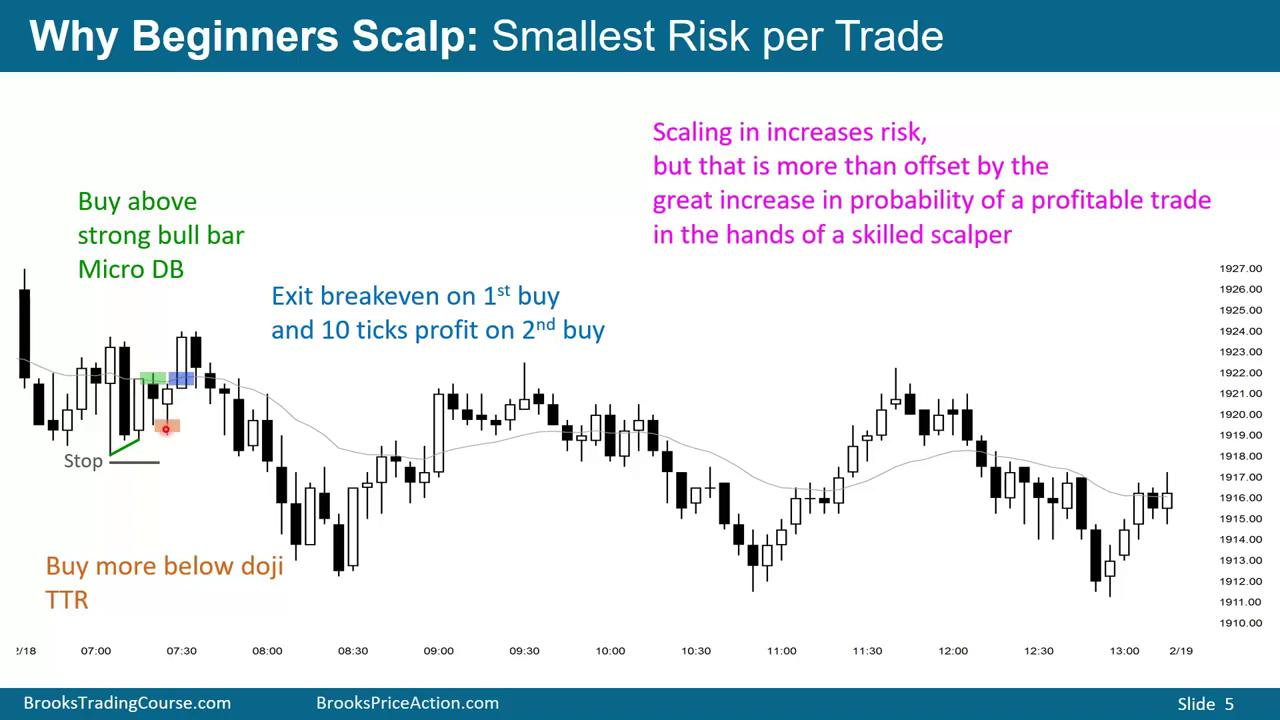 Why Beginners Scalp: Smallest Risk per Trade
Scaling in increases risk,
but that is more than offset by the
great increase in probability of a profitable trade
in the hands of a skilled scalper
Buy above
strong bull bar
Micro DB
Exit breakeven on 1st buy
and 10 ticks profit on 2nd buy
Stop
Buy more below doji
TTR
1927.00
1926.00
1925.00
1924.00
1923.00
1922.00
1921.00
1920.00
1919.00
1918.00
1917.00
1916.00
1915.00
1914.00
1913.00
1912.00
1911.00
1910.00
2/18 07:00 07:30 08:00 08:30 09:00 09:30 10:00 10:30 11:00 11:30 12:00 12:30 13:00 2/19
BrooksTradingCourse.com BrooksPriceAction.com Slide 5